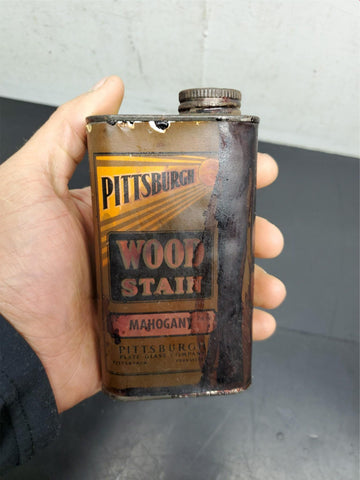 PITTSBURGH
WOOD
STAIN
MAHOGANY
PITTSBURGH
PLATE GLASS COMPANY